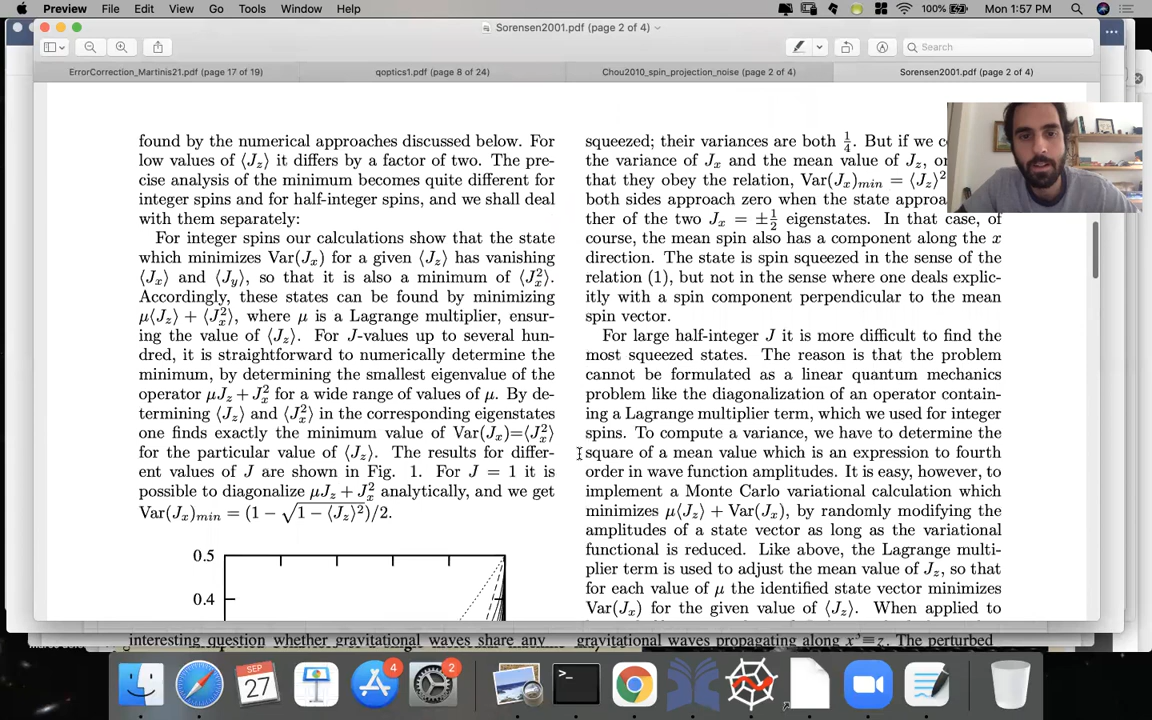 Preview File Edit View Go Tools Window Help 100% Mon 1:57 PM
Sorensen2001.pdf (page 2 of 4)
Search
ErrorCorrection_Martinis21.pdf (page 17 of 19) qoptics1.pdf (page 8 of 24) Chou2010_spin_projection_noise (page 2 of 4) Sorensen2001.pdf (page 2 of 4)
found by the numerical approaches discussed below. For
low values of ⟨J_z⟩ it differs by a factor of two. The pre-
cise analysis of the minimum becomes quite different for
integer spins and for half-integer spins, and we shall deal
with them separately:
For integer spins our calculations show that the state
which minimizes Var(J_x) for a given ⟨J_z⟩ has vanishing
⟨J_x⟩ and ⟨J_y⟩, so that it is also a minimum of ⟨J_x^2⟩.
Accordingly, these states can be found by minimizing
μ⟨J_z⟩ + ⟨J_x^2⟩, where μ is a Lagrange multiplier, ensur-
ing the value of ⟨J_z⟩. For J-values up to several hun-
dred, it is straightforward to numerically determine the
minimum, by determining the smallest eigenvalue of the
operator μJ_z + J_x^2 for a wide range of values of μ. By de-
termining ⟨J_z⟩ and ⟨J_x^2⟩ in the corresponding eigenstates
one finds exactly the minimum value of Var(J_x)=⟨J_x^2⟩
for the particular value of ⟨J_z⟩. The results for differ-
ent values of J are shown in Fig. 1. For J = 1 it is
possible to diagonalize μJ_z + J_x^2 analytically, and we get
Var(J_x)_min = (1 − √(1 − ⟨J_z⟩^2))/2.
0.5
0.4
squeezed; their variances are both 1/4. But if we c
the variance of J_x and the mean value of J_z, or
that they obey the relation, Var(J_x)_min = ⟨J_z⟩^2
both sides approach zero when the state approa
ther of the two J_x = ±1/2 eigenstates. In that case, of
course, the mean spin also has a component along the x
direction. The state is spin squeezed in the sense of the
relation (1), but not in the sense where one deals explic-
itly with a spin component perpendicular to the mean
spin vector.
For large half-integer J it is more difficult to find the
most squeezed states. The reason is that the problem
cannot be formulated as a linear quantum mechanics
problem like the diagonalization of an operator contain-
ing a Lagrange multiplier term, which we used for integer
spins. To compute a variance, we have to determine the
square of a mean value which is an expression to fourth
order in wave function amplitudes. It is easy, however, to
implement a Monte Carlo variational calculation which
minimizes μ⟨J_z⟩ + Var(J_x), by randomly modifying the
amplitudes of a state vector as long as the variational
functional is reduced. Like above, the Lagrange multi-
plier term is used to adjust the mean value of J_z, so that
for each value of μ the identified state vector minimizes
Var(J_x) for the given value of ⟨J_z⟩. When applied to
interesting question whether gravitational waves share any
gravitational waves propagating along x^3≡z. The perturbed
SEP
27
4
2
>_